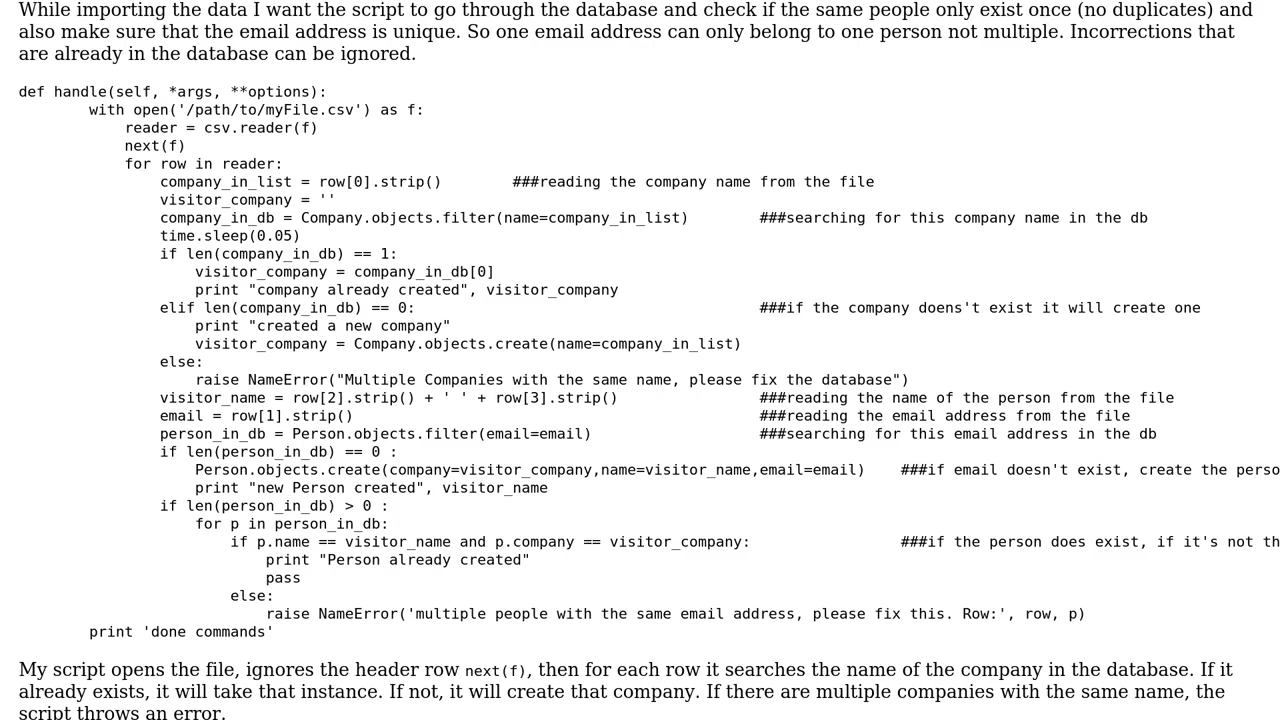 While importing the data I want the script to go through the database and check if the same people only exist once (no duplicates) and
also make sure that the email address is unique. So one email address can only belong to one person not multiple. Incorrections that
are already in the database can be ignored.
def handle(self, *args, **options):
        with open('/path/to/myFile.csv') as f:
            reader = csv.reader(f)
            next(f)
            for row in reader:
                company_in_list = row[0].strip()        ###reading the company name from the file
                visitor_company = ''
                company_in_db = Company.objects.filter(name=company_in_list)        ###searching for this company name in the db
                time.sleep(0.05)
                if len(company_in_db) == 1:
                    visitor_company = company_in_db[0]
                    print "company already created", visitor_company
                elif len(company_in_db) == 0:                                       ###if the company doens't exist it will create one
                    print "created a new company"
                    visitor_company = Company.objects.create(name=company_in_list)
                else:
                    raise NameError("Multiple Companies with the same name, please fix the database")
                visitor_name = row[2].strip() + ' ' + row[3].strip()                ###reading the name of the person from the file
                email = row[1].strip()                                              ###reading the email address from the file
                person_in_db = Person.objects.filter(email=email)                   ###searching for this email address in the db
                if len(person_in_db) == 0 :
                    Person.objects.create(company=visitor_company,name=visitor_name,email=email)    ###if email doesn't exist, create the perso
                    print "new Person created", visitor_name
                if len(person_in_db) > 0 :
                    for p in person_in_db:
                        if p.name == visitor_name and p.company == visitor_company:                 ###if the person does exist, if it's not th
                            print "Person already created"
                            pass
                        else:
                            raise NameError('multiple people with the same email address, please fix this. Row:', row, p)
        print 'done commands'
My script opens the file, ignores the header row next(f), then for each row it searches the name of the company in the database. If it
already exists, it will take that instance. If not, it will create that company. If there are multiple companies with the same name, the
script throws an error.